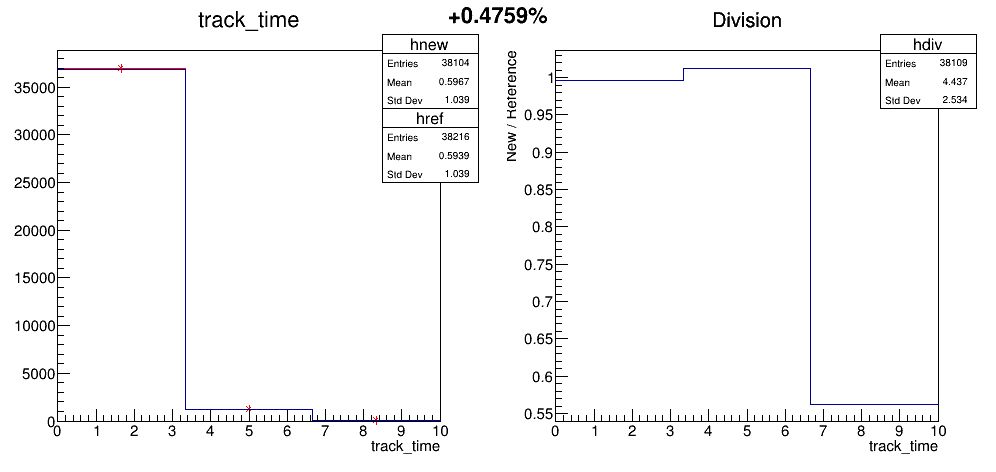 +0.4759%
track_time
hnew
Entries 38104
Mean 0.5967
Std Dev 1.039
href
Entries 38216
Mean 0.5939
Std Dev 1.039
35000
30000
25000
20000
15000
10000
5000
0
0 1 2 3 4 5 6 7 8 9 10
track_time
Division
hdiv
Entries 38109
Mean 4.437
Std Dev 2.534
New / Reference
1
0.95
0.9
0.85
0.8
0.75
0.7
0.65
0.6
0.55
0 1 2 3 4 5 6 7 8 9 10
track_time